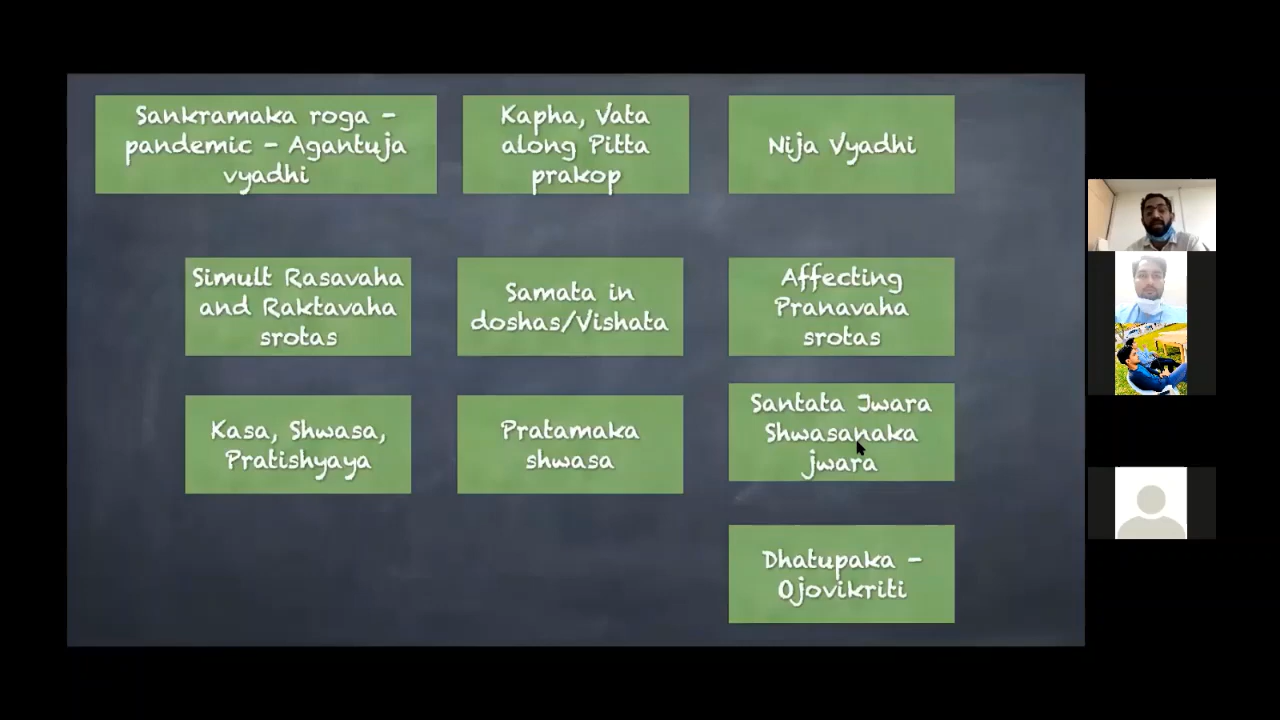 Sankramaka roga -
pandemic - Agantuja
vyadhi
Kapha, Vata
along Pitta
prakop
Nija Vyadhi
Simult Rasavaha
and Raktavaha
srotas
Samata in
doshas/Vishata
Affecting
Pranavaha
srotas
Kasa, Shwasa,
Pratishyaya
Pratamaka
shwasa
Santata Jwara
Shwasanaka
jwara
Dhatupaka -
Ojovikriti